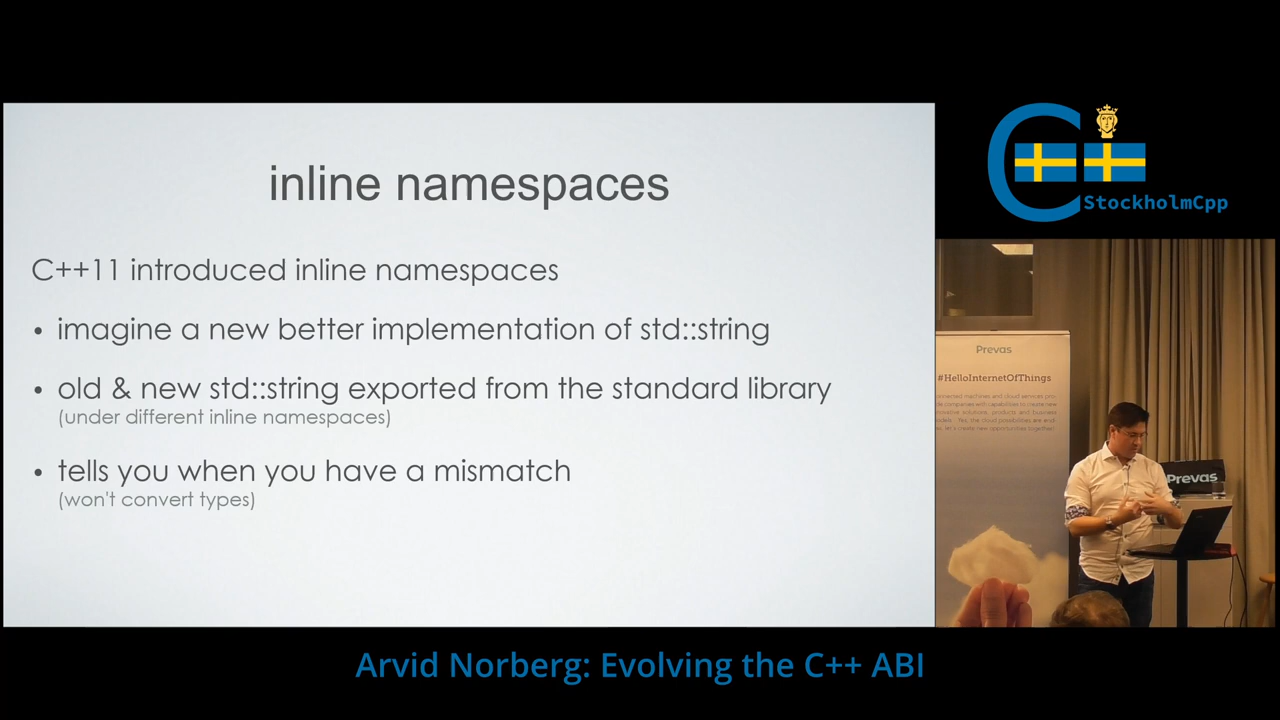 inline namespaces
C++11 introduced inline namespaces
• imagine a new better implementation of std::string
• old & new std::string exported from the standard library
(under different inline namespaces)
• tells you when you have a mismatch
(won't convert types)
StockholmCpp
Prevas
#HelloInternetOfThings
Prevas
Arvid Norberg: Evolving the C++ ABI